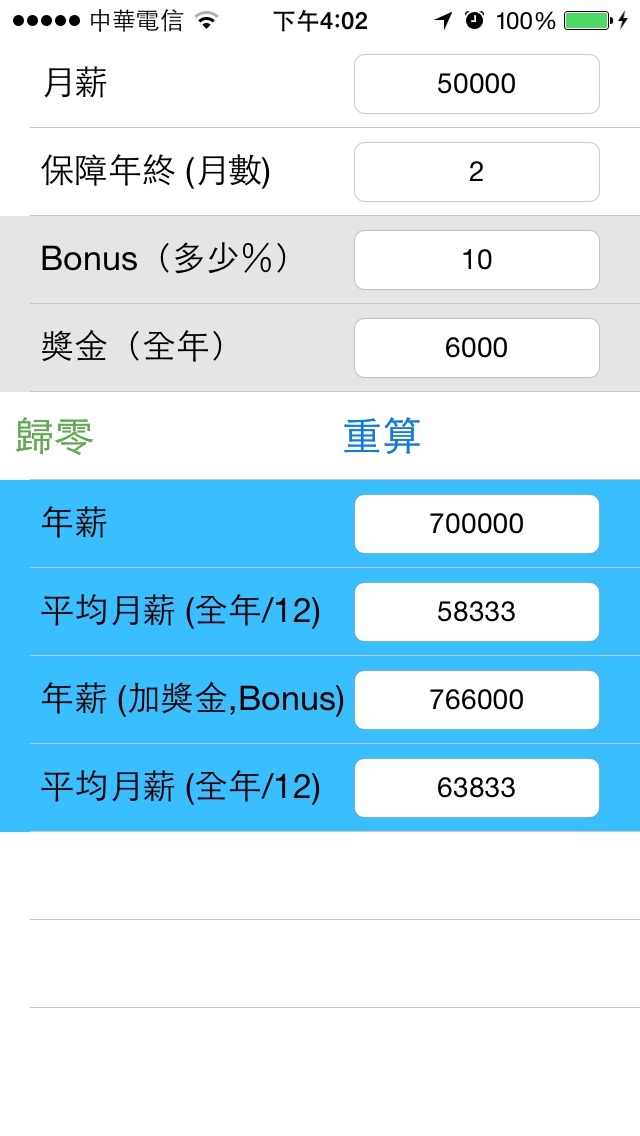 中華電信 下午4:02 100%
月薪 50000
保障年終 (月數) 2
Bonus（多少%） 10
獎金（全年） 6000
歸零 重算
年薪 700000
平均月薪 (全年/12) 58333
年薪 (加獎金,Bonus) 766000
平均月薪 (全年/12) 63833